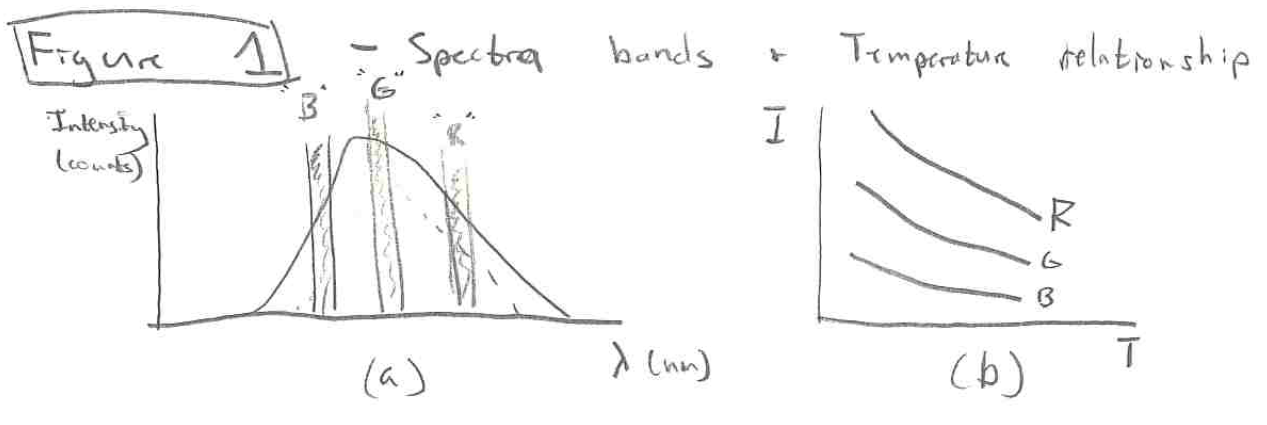 Figure 1 - Spectra bands + Temperature relationship
"B" "G" "R"
Intensity
(counts)
λ (nm)
(a)
I
R
G
B
T
(b)